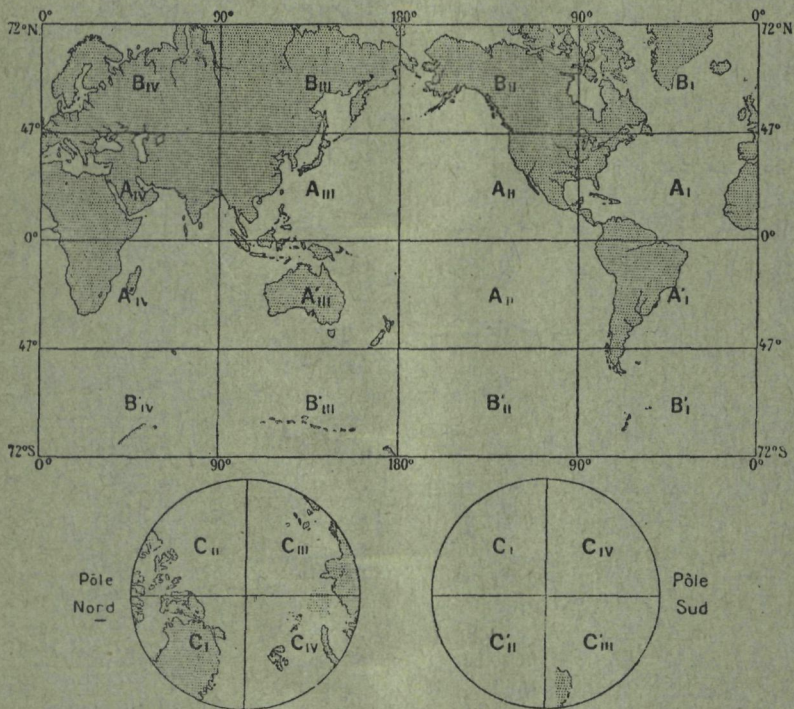 0° 90° 180° 90° 0°
72°N 72°N
B IV B III B II B I
47° 47°
A IV A III A II A I
0° 0°
A' IV A' III A II A' I
47° 47°
B' IV B' III B' II B' I
72°S 72°S
0° 90° 180° 90° 0°
C II C III
Pôle
Nord
C I C IV
C I C IV
Pôle
Sud
C' II C' III